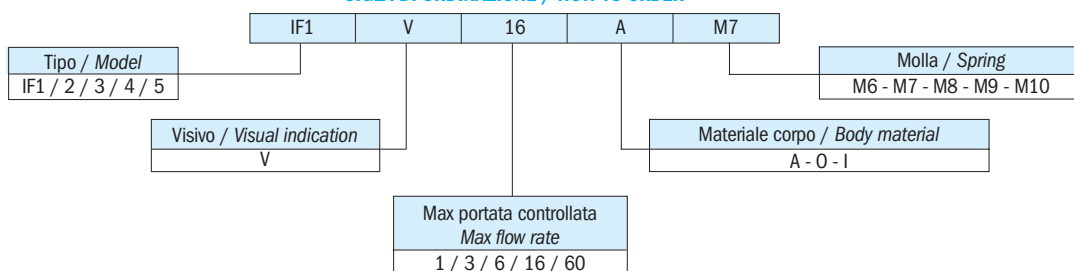 IF1 V 16 A M7
Tipo / Model
IF1 / 2 / 3 / 4 / 5
Molla / Spring
M6 - M7 - M8 - M9 - M10
Visivo / Visual indication
V
Materiale corpo / Body material
A - O - I
Max portata controllata
Max flow rate
1 / 3 / 6 / 16 / 60